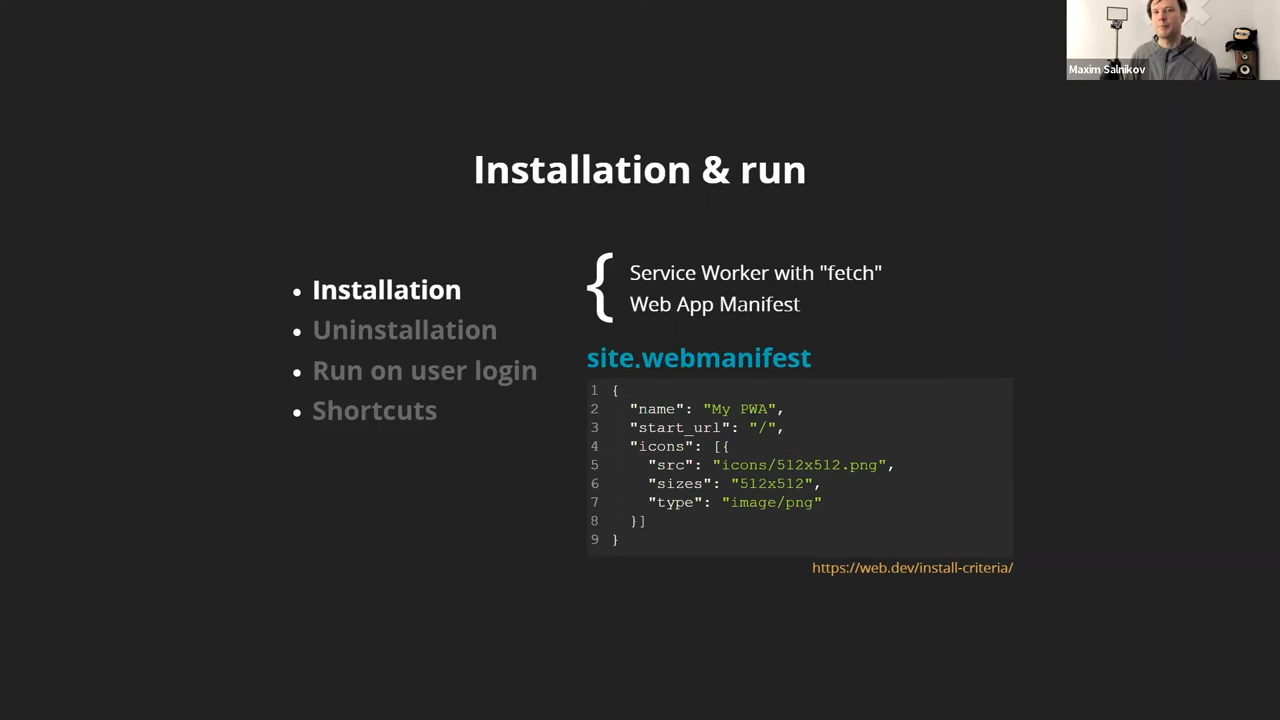 Maxim Salnikov
Installation & run
Installation
Uninstallation
Run on user login
Shortcuts
{ Service Worker with "fetch"
Web App Manifest
site.webmanifest
1 {
2 "name": "My PWA",
3 "start_url": "/",
4 "icons": [{
5 "src": "icons/512x512.png",
6 "sizes": "512x512",
7 "type": "image/png"
8 }]
9 }
https://web.dev/install-criteria/